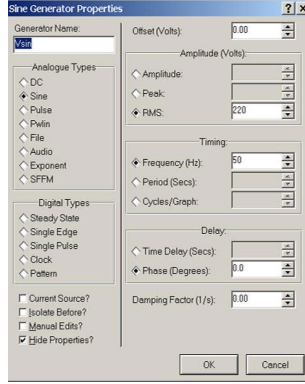 Sine Generator Properties
Generator Name:
Vsin
Analogue Types
DC
Sine
Pulse
Pwlin
File
Audio
Exponent
SFFM
Digital Types
Steady State
Single Edge
Single Pulse
Clock
Pattern
Current Source?
Isolate Before?
Manual Edits?
Hide Properties?
Offset (Volts): 0.00
Amplitude (Volts):
Amplitude:
Peak:
RMS: 220
Timing:
Frequency (Hz): 50
Period (Secs):
Cycles/Graph:
Delay:
Time Delay (Secs):
Phase (Degrees): 0.0
Damping Factor (1/s): 0.00
OK Cancel